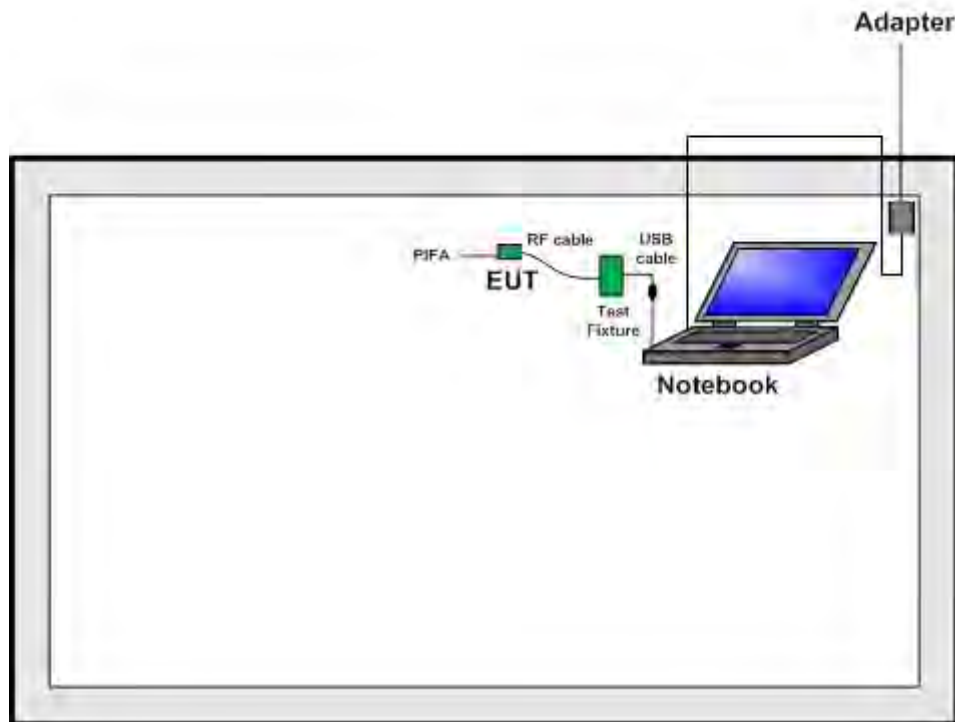 Adapter
PIFA
RF cable
USB
cable
EUT
Test
Fixture
Notebook